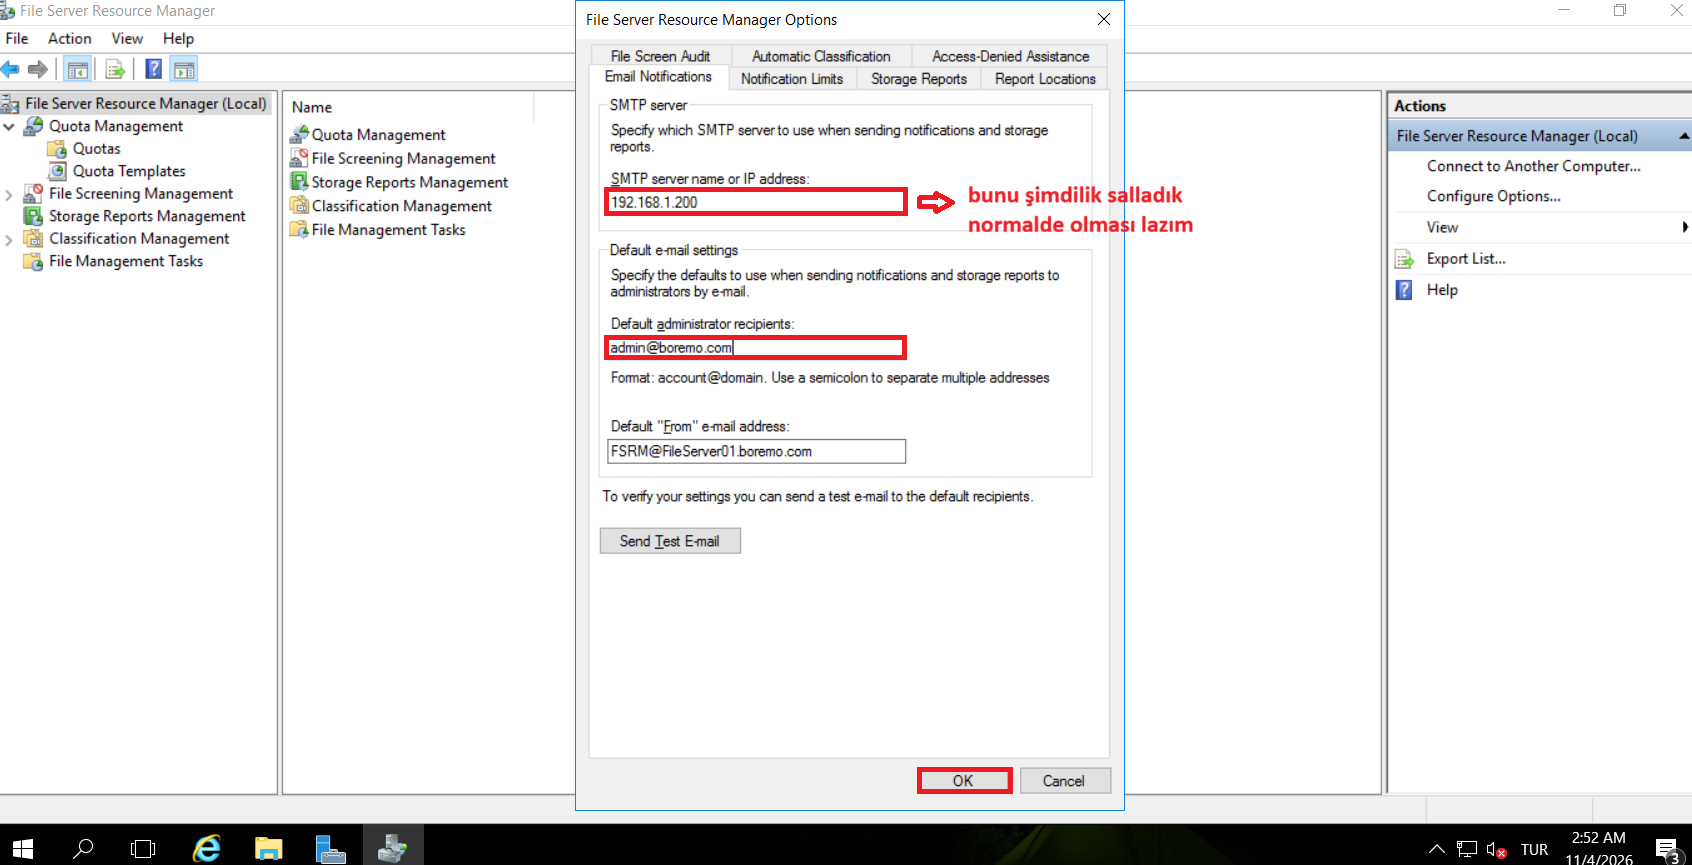 File Server Resource Manager
File Action View Help
File Server Resource Manager (Local)
Quota Management
Quotas
Quota Templates
File Screening Management
Storage Reports Management
Classification Management
File Management Tasks
Name
Quota Management
File Screening Management
Storage Reports Management
Classification Management
File Management Tasks
File Server Resource Manager Options
File Screen Audit Automatic Classification Access-Denied Assistance
Email Notifications Notification Limits Storage Reports Report Locations
SMTP server
Specify which SMTP server to use when sending notifications and storage
reports.
SMTP server name or IP address:
192.168.1.200
bunu şimdilik salladık
normalde olması lazım
Default e-mail settings
Specify the defaults to use when sending notifications and storage reports to
administrators by e-mail.
Default administrator recipients:
admin@boremo.com
Format: account@domain. Use a semicolon to separate multiple addresses
Default "From" e-mail address:
FSRM@FileServer01.boremo.com
To verify your settings you can send a test e-mail to the default recipients.
Send Test E-mail
OK Cancel
Actions
File Server Resource Manager (Local)
Connect to Another Computer...
Configure Options...
View
Export List...
Help
TUR
2:52 AM
11/4/2026
3